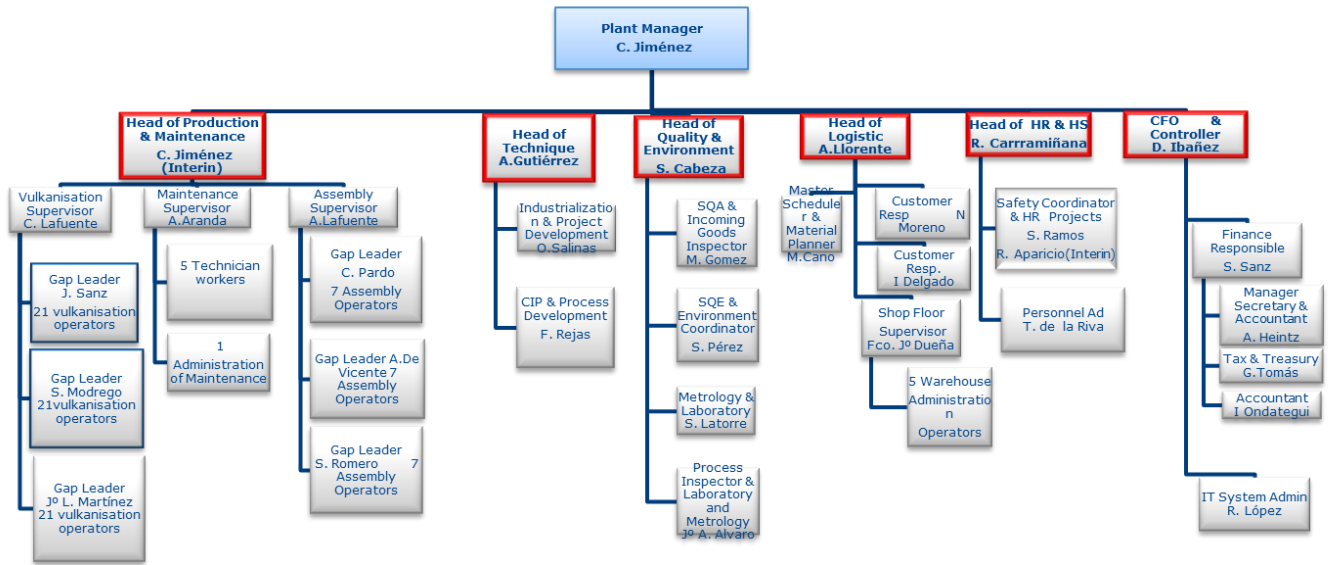 Plant Manager
C. Jiménez
Head of Production
& Maintenance
C. Jiménez
(Interin)
Head of
Technique
A.Gutiérrez
Head of
Quality &
Environment
S. Cabeza
Head of
Logistic
A.Llorente
Head of HR & HS
R. Carrramiñana
CFO &
Controller
D. Ibañez
Vulkanisation
Supervisor
C. Lafuente
Maintenance
Supervisor
A.Aranda
Assembly
Supervisor
A.Lafuente
Gap Leader
J. Sanz
21 vulkanisation
operators
Gap Leader
S. Modrego
21vulkanisation
operators
Gap Leader
Jº L. Martínez
21 vulkanisation
operators
5 Technician
workers
1
Administration
of Maintenance
Gap Leader
C. Pardo
7 Assembly
Operators
Gap Leader A.De
Vicente 7
Assembly
Operators
Gap Leader
S. Romero 7
Assembly
Operators
Industrializatio
n & Project
Development
O.Salinas
CIP & Process
Development
F. Rejas
SQA &
Incoming
Goods
Inspector
M. Gomez
SQE &
Environment
Coordinator
S. Pérez
Metrology &
Laboratory
S. Latorre
Process
Inspector &
Laboratory
and
Metrology
Jº A. Alvaro
Master
Schedule
r &
Material
Planner
M.Cano
Customer
Resp N
Moreno
Customer
Resp.
I Delgado
Shop Floor
Supervisor
Fco. Jº Dueña
5 Warehouse
Administratio
n
Operators
Safety Coordinator
& HR Projects
S. Ramos
R. Aparicio(Interin)
Personnel Ad
T. de la Riva
Finance
Responsible
S. Sanz
Manager
Secretary &
Accountant
A. Heintz
Tax & Treasury
G.Tomás
Accountant
I Ondategui
IT System Admin
R. López